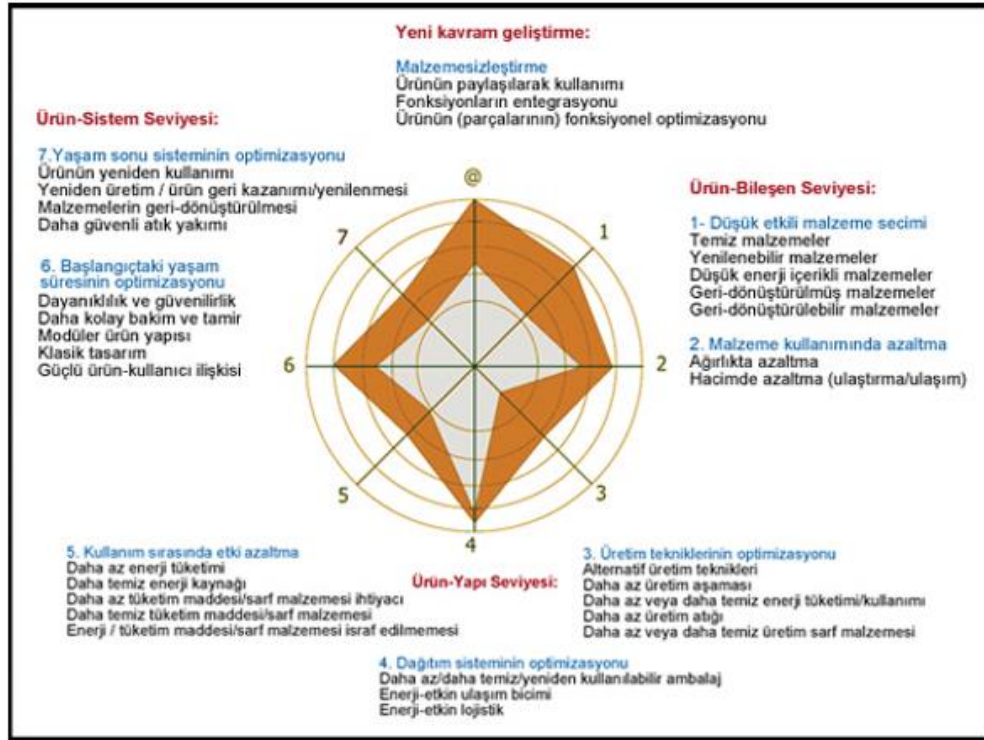 Yeni kavram geliştirme:
Malzemesizleştirme
Ürünün paylaşılarak kullanımı
Fonksiyonların entegrasyonu
Ürünün (parçalarının) fonksiyonel optimizasyonu
Ürün-Sistem Seviyesi:
7.Yaşam sonu sisteminin optimizasyonu
Ürünün yeniden kullanımı
Yeniden üretim / ürün geri kazanımı/yenilenmesi
Malzemelerin geri-dönüştürülmesi
Daha güvenli atık yakımı
6. Başlangıçtaki yaşam
süresinin optimizasyonu
Dayanıklılık ve güvenilirlik
Daha kolay bakim ve tamir
Modüler ürün yapısı
Klasik tasarım
Güçlü ürün-kullanıcı ilişkisi
@
1
2
3
4
5
6
7
Ürün-Bileşen Seviyesi:
1- Düşük etkili malzeme secimi
Temiz malzemeler
Yenilenebilir malzemeler
Düşük enerji içerikli malzemeler
Geri-dönüştürülmüş malzemeler
Geri-dönüştürülebilir malzemeler
2. Malzeme kullanımında azaltma
Ağırlıkta azaltma
Hacimde azaltma (ulaştırma/ulaşım)
5. Kullanım sırasında etki azaltma
Daha az enerji tüketimi
Daha temiz enerji kaynağı
Daha az tüketim maddesi/sarf malzemesi ihtiyacı
Daha temiz tüketim maddesi/sarf malzemesi
Enerji / tüketim maddesi/sarf malzemesi israf edilmemesi
Ürün-Yapı Seviyesi:
3. Üretim tekniklerinin optimizasyonu
Alternatif üretim teknikleri
Daha az üretim aşaması
Daha az veya daha temiz enerji tüketimi/kullanımı
Daha az üretim atığı
Daha az veya daha temiz üretim sarf malzemesi
4. Dağıtım sisteminin optimizasyonu
Daha az/daha temiz/yeniden kullanılabilir ambalaj
Enerji-etkin ulaşım bicimi
Enerji-etkin lojistik